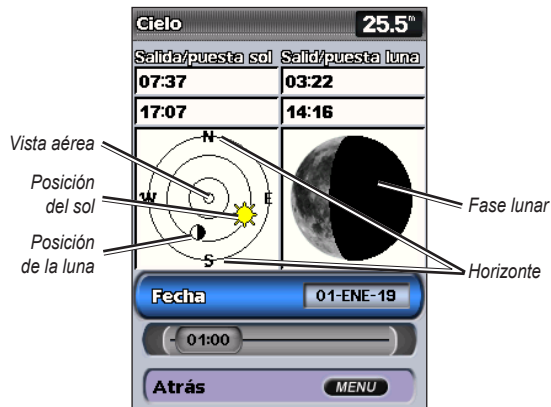 Cielo 25.5m
Salida/puesta sol Salid/puesta luna
07:37 03:22
17:07 14:16
Vista aérea
Posición
del sol
Posición
de la luna
N
W E
S
Fase lunar
Horizonte
Fecha 01-ENE-19
01:00
Atrás MENU